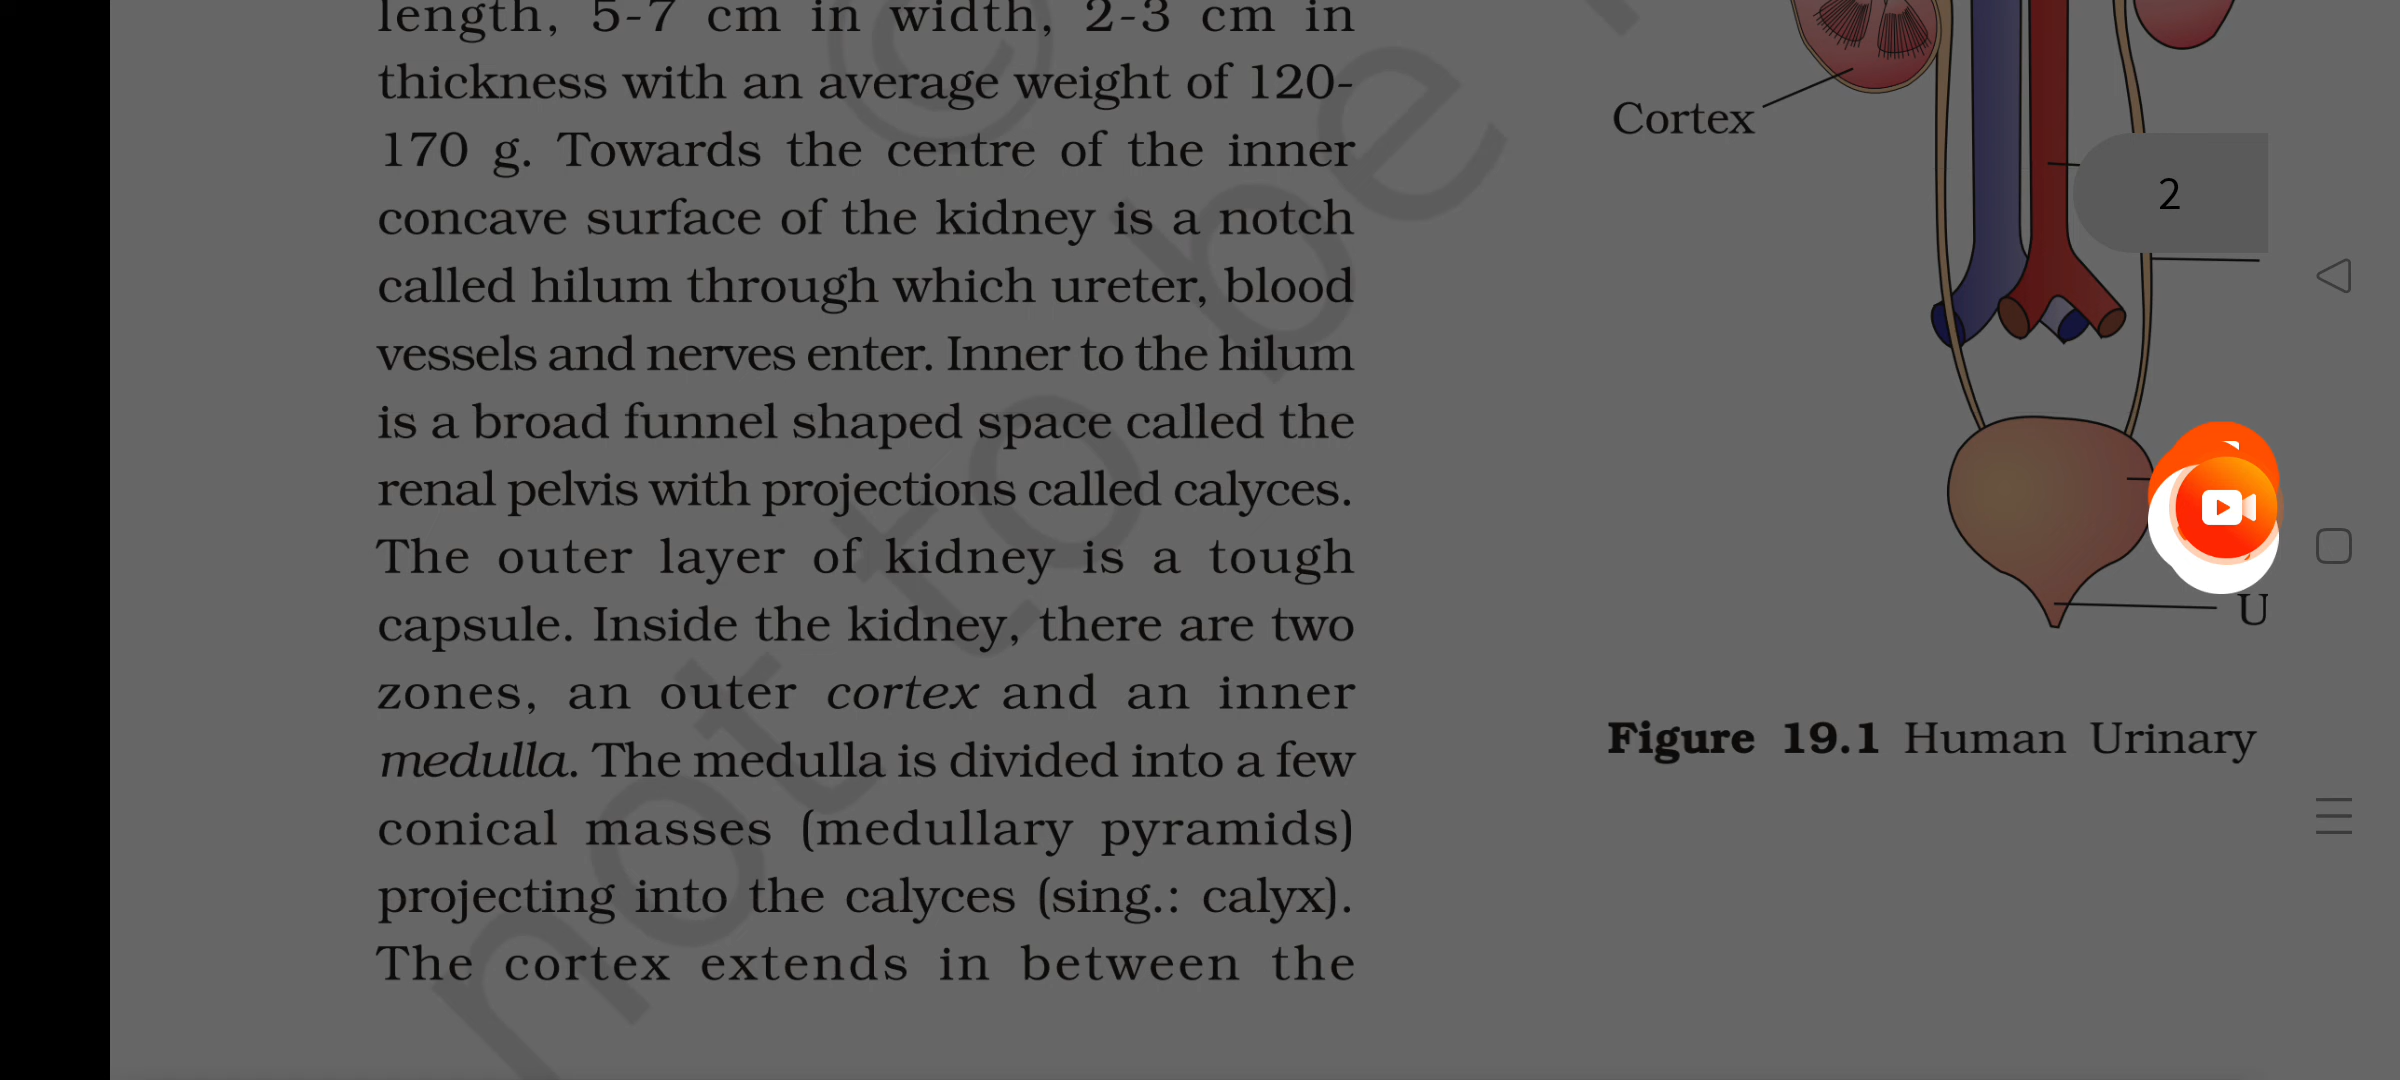 length, 5-7 cm in width, 2-3 cm in
thickness with an average weight of 120-
170 g. Towards the centre of the inner
concave surface of the kidney is a notch
called hilum through which ureter, blood
vessels and nerves enter. Inner to the hilum
is a broad funnel shaped space called the
renal pelvis with projections called calyces.
The outer layer of kidney is a tough
capsule. Inside the kidney, there are two
zones, an outer cortex and an inner
medulla. The medulla is divided into a few
conical masses (medullary pyramids)
projecting into the calyces (sing.: calyx).
The cortex extends in between the
Cortex
2
U
Figure 19.1 Human Urinary
© not to be